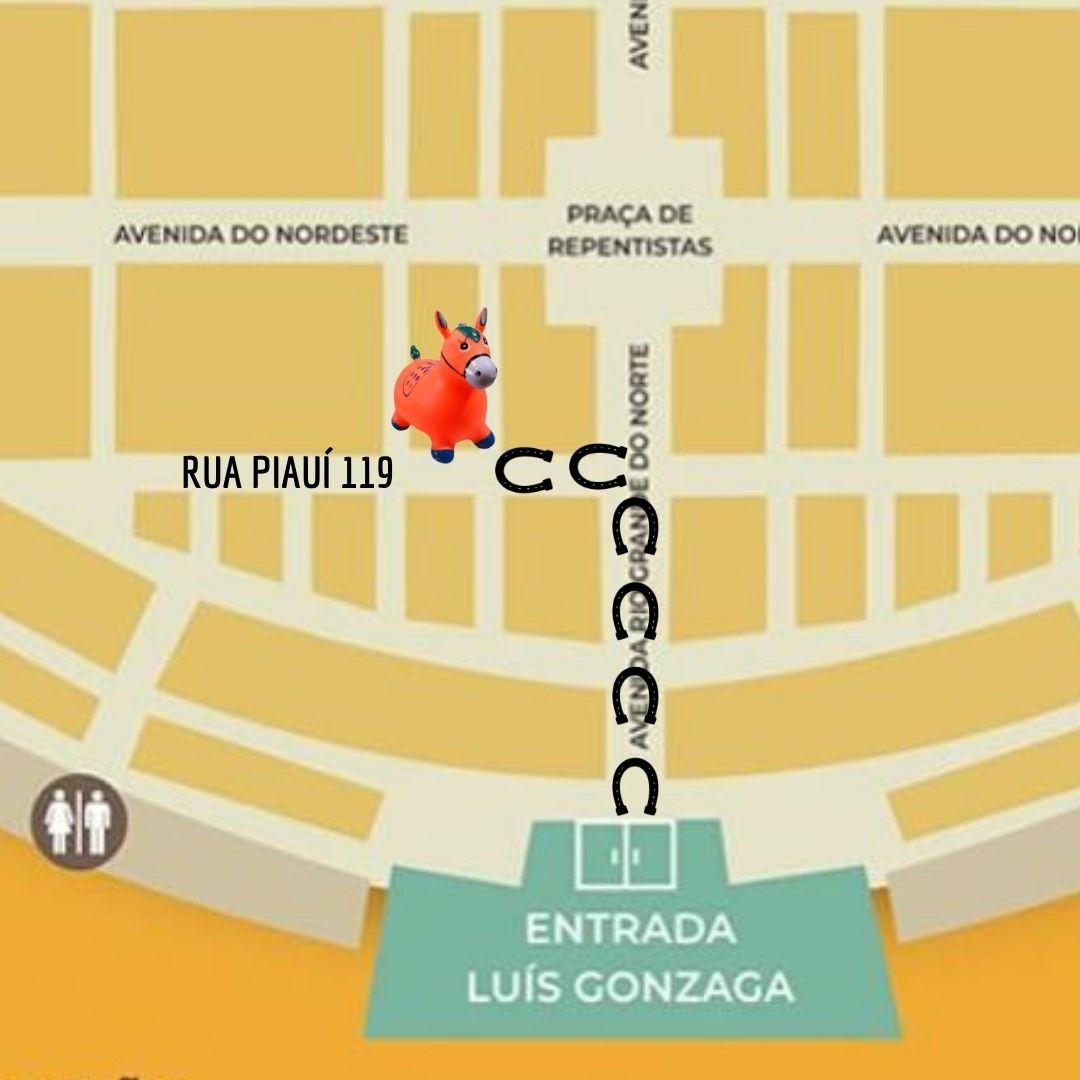 AVEN
AVENIDA DO NORDESTE
PRAÇA DE
REPENTISTAS
AVENIDA DO NO
AVENIDA RIO GRANDE DO NORTE
RUA PIAUÍ 119
ENTRADA
LUÍS GONZAGA